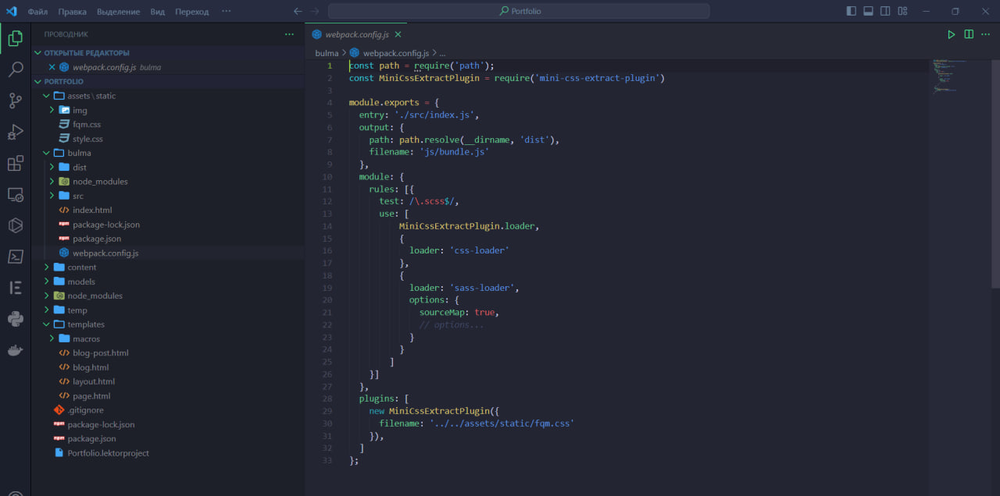 Файл Правка Выделение Вид Переход ··· Portfolio
ПРОВОДНИК ···
ОТКРЫТЫЕ РЕДАКТОРЫ
webpack.config.js bulma
PORTFOLIO
assets\static
img
fqm.css
style.css
bulma
dist
node_modules
src
index.html
package-lock.json
package.json
webpack.config.js
content
models
node_modules
temp
templates
macros
blog-post.html
blog.html
layout.html
page.html
.gitignore
package-lock.json
package.json
Portfolio.lektorproject
webpack.config.js
bulma > webpack.config.js > ...
1 const path = require('path');
2 const MiniCssExtractPlugin = require('mini-css-extract-plugin')
3
4 module.exports = {
5 entry: './src/index.js',
6 output: {
7 path: path.resolve(__dirname, 'dist'),
8 filename: 'js/bundle.js'
9 },
10 module: {
11 rules: [{
12 test: /\.scss$/,
13 use: [
14 MiniCssExtractPlugin.loader,
15 {
16 loader: 'css-loader'
17 },
18 {
19 loader: 'sass-loader',
20 options: {
21 sourceMap: true,
22 // options...
23 }
24 }
25 ]
26 }]
27 },
28 plugins: [
29 new MiniCssExtractPlugin({
30 filename: '../../assets/static/fqm.css'
31 }),
32 ]
33 };